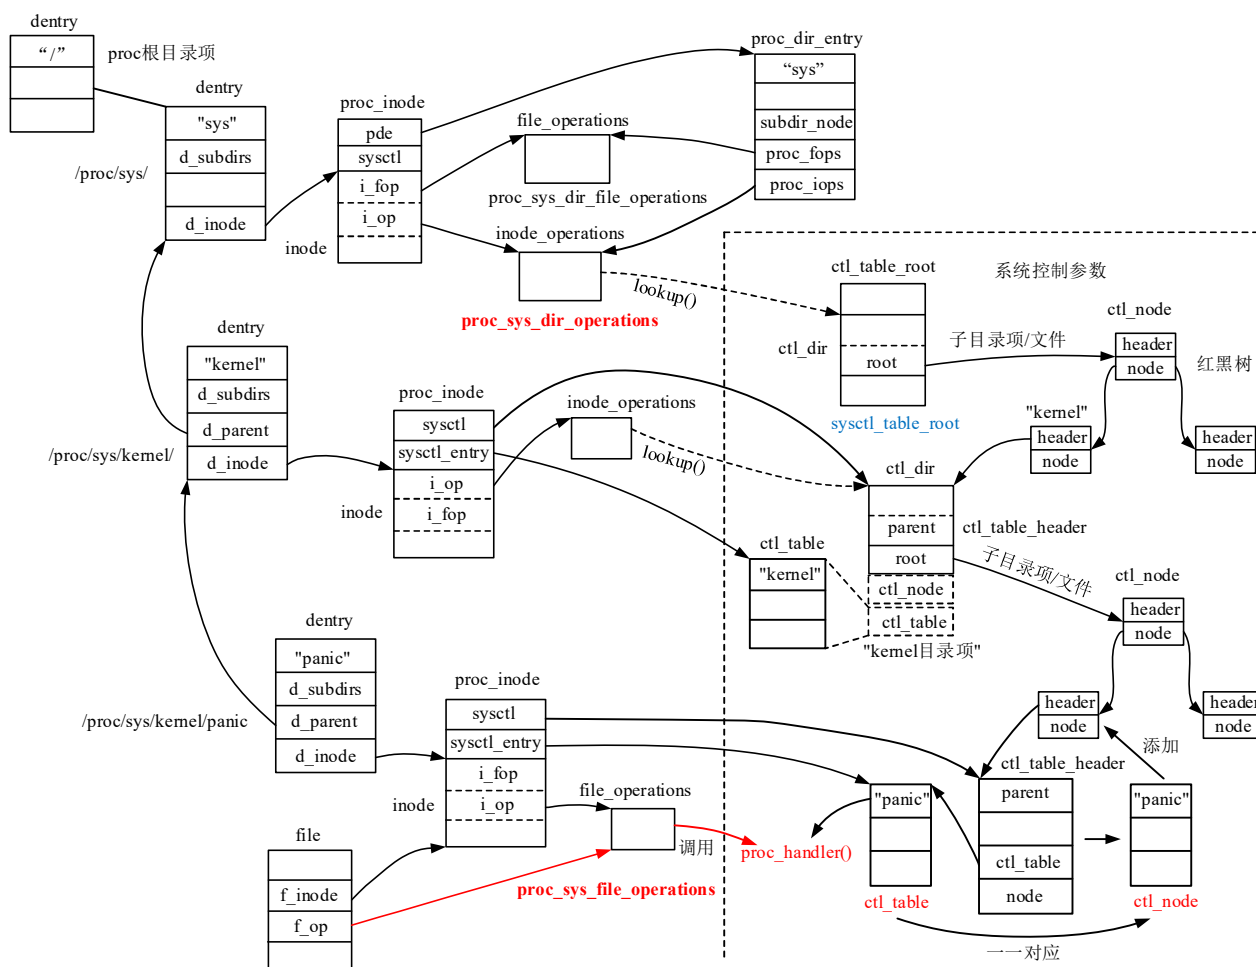 dentry
“/”
proc根目录项
dentry
"sys"
d_subdirs
d_inode
/proc/sys/
proc_inode
pde
sysctl
i_fop
i_op
inode
file_operations
proc_sys_dir_file_operations
inode_operations
proc_sys_dir_operations
proc_dir_entry
“sys”
subdir_node
proc_fops
proc_iops
lookup()
系统控制参数
ctl_table_root
ctl_dir
root
sysctl_table_root
子目录项/文件
ctl_node
header
node
红黑树
"kernel"
header
node
header
node
dentry
"kernel"
d_subdirs
d_parent
d_inode
/proc/sys/kernel/
proc_inode
sysctl
sysctl_entry
i_op
i_fop
inode
inode_operations
lookup()
ctl_dir
parent
root
ctl_node
ctl_table
ctl_table_header
"kernel目录项"
ctl_table
"kernel"
子目录项/文件
ctl_node
header
node
header
node
header
node
dentry
"panic"
d_subdirs
d_parent
d_inode
/proc/sys/kernel/panic
proc_inode
sysctl
sysctl_entry
i_fop
i_op
inode
file_operations
调用
proc_sys_file_operations
file
f_inode
f_op
proc_handler()
"panic"
ctl_table
ctl_table_header
parent
ctl_table
node
添加
"panic"
ctl_node
一一对应